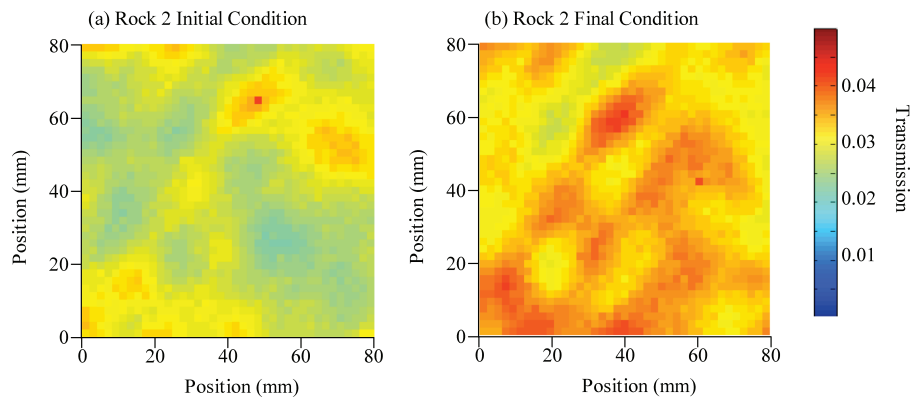 (a) Rock 2 Initial Condition
(b) Rock 2 Final Condition
80
60
40
20
0
0 20 40 60 80
Position (mm)
Position (mm)
80
60
40
20
0
0 20 40 60 80
Position (mm)
Position (mm)
0.04
0.03
0.02
0.01
Transmission